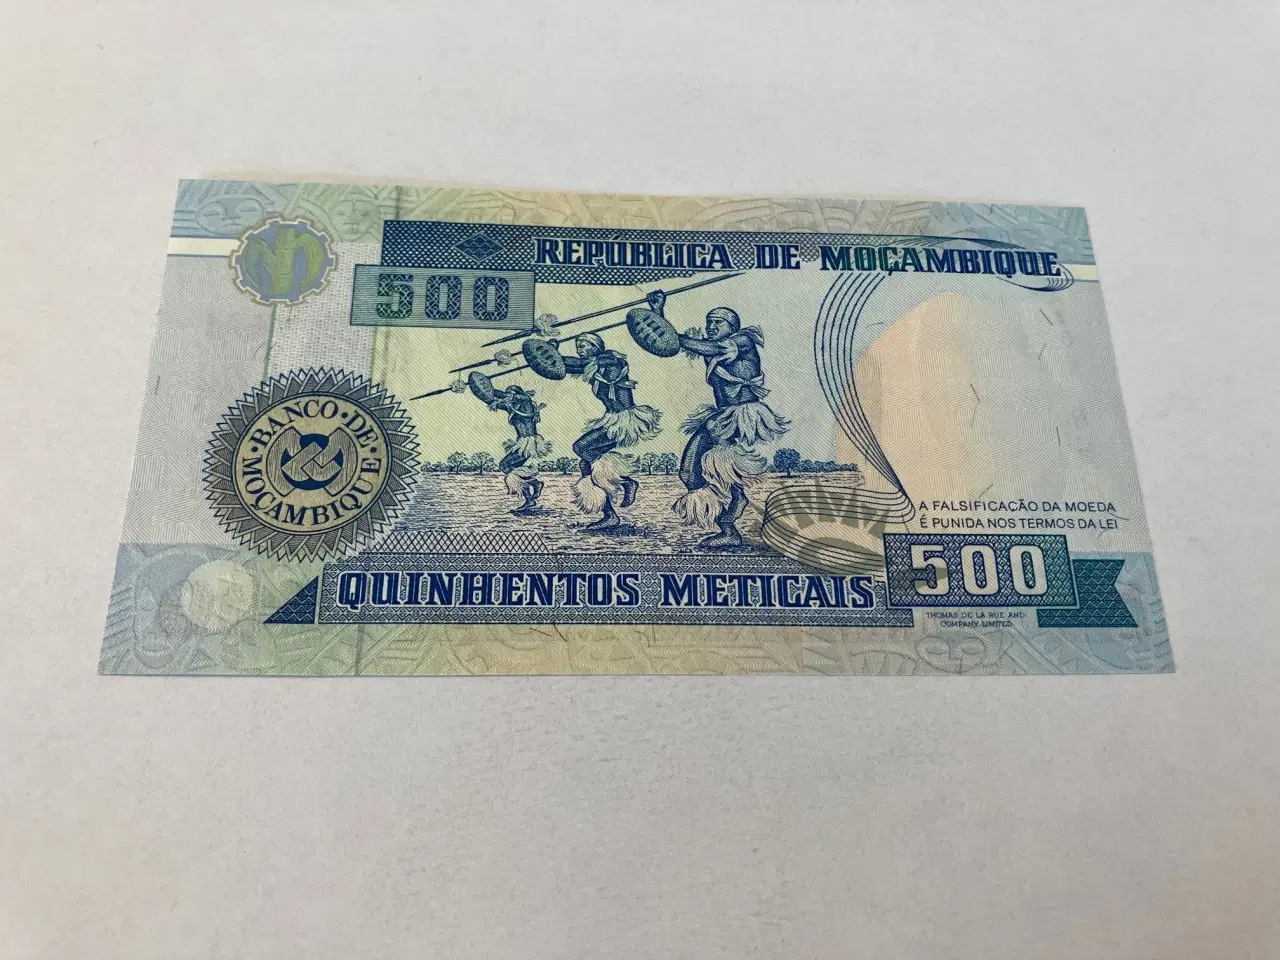 REPUBLICA DE MOÇAMBIQUE
500
BANCO DE MOÇAMBIQUE
A FALSIFICAÇÃO DA MOEDA
É PUNIDA NOS TERMOS DA LEI
500
QUINHENTOS METICAIS
THOMAS DE LA RUE AND
COMPANY LIMITED